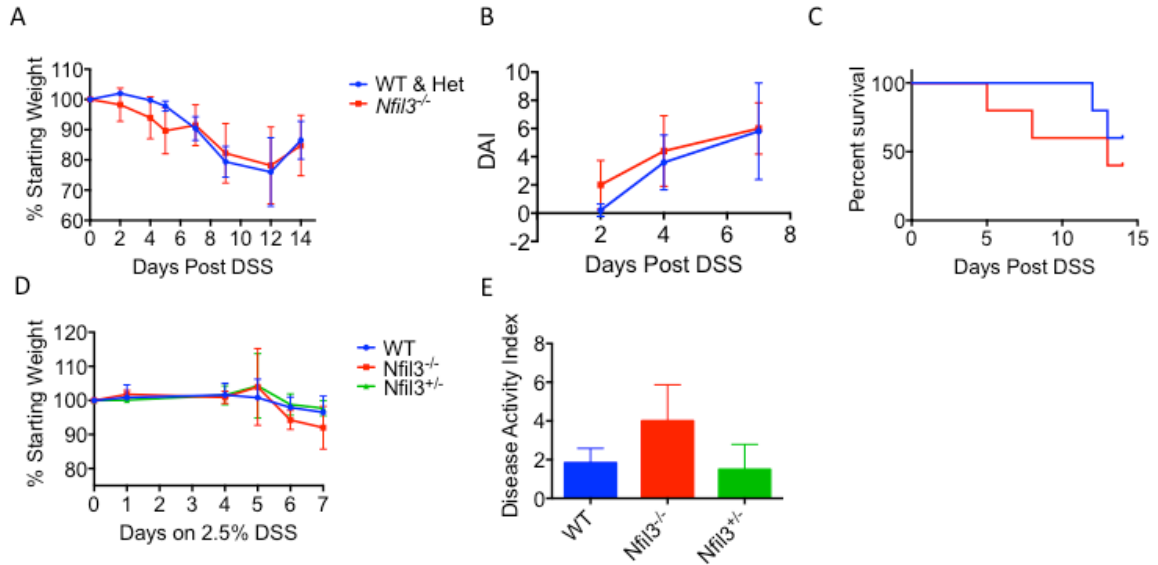 A
% Starting Weight
110
100
90
80
70
60
0 2 4 6 8 10 12 14
Days Post DSS
WT & Het
Nfil3-/-
B
DAI
10
8
6
4
2
0
-2
2 4 6 8
Days Post DSS
C
Percent survival
100
50
0
0 5 10 15
Days Post DSS
D
% Starting Weight
120
110
100
90
80
0 1 2 3 4 5 6 7
Days on 2.5% DSS
WT
Nfil3-/-
Nfil3+/-
E
Disease Activity Index
8
6
4
2
0
WT
Nfil3-/-
Nfil3+/-